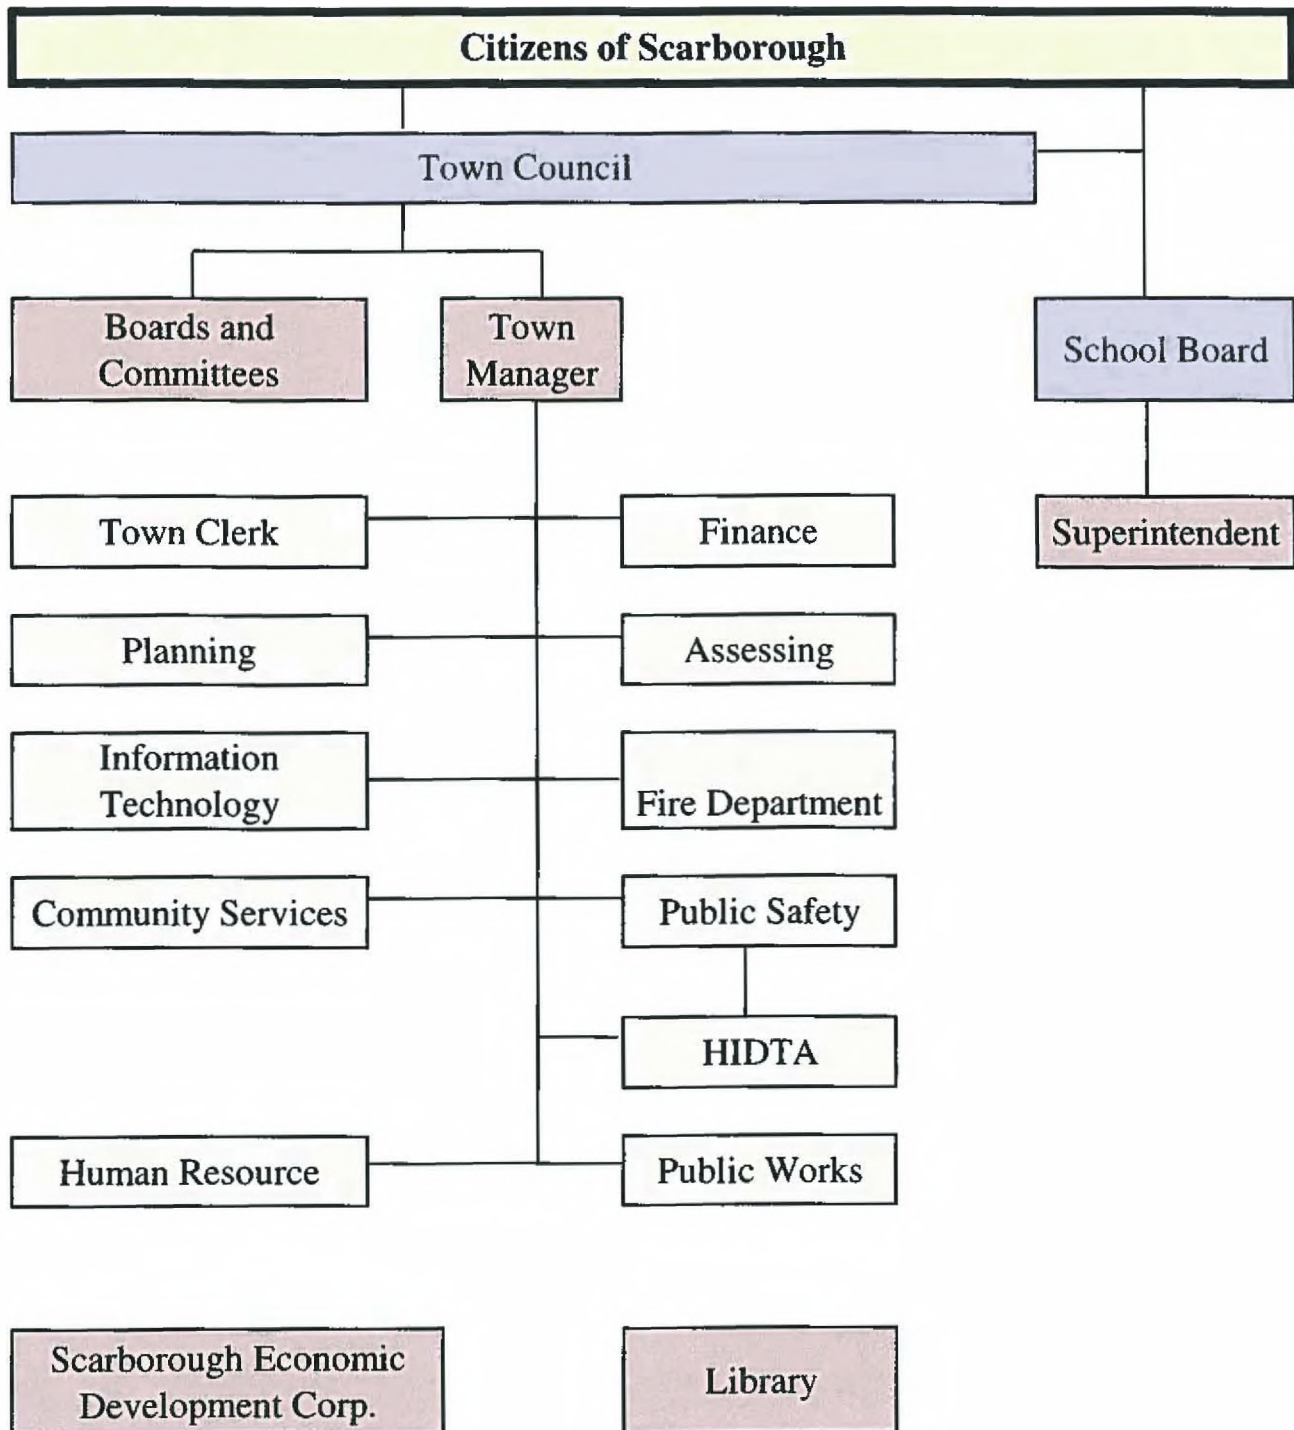 Citizens of Scarborough
Town Council
Boards and
Committees
Town
Manager
School Board
Town Clerk
Finance
Superintendent
Planning
Assessing
Information
Technology
Fire Department
Community Services
Public Safety
HIDTA
Human Resource
Public Works
Scarborough Economic
Development Corp.
Library